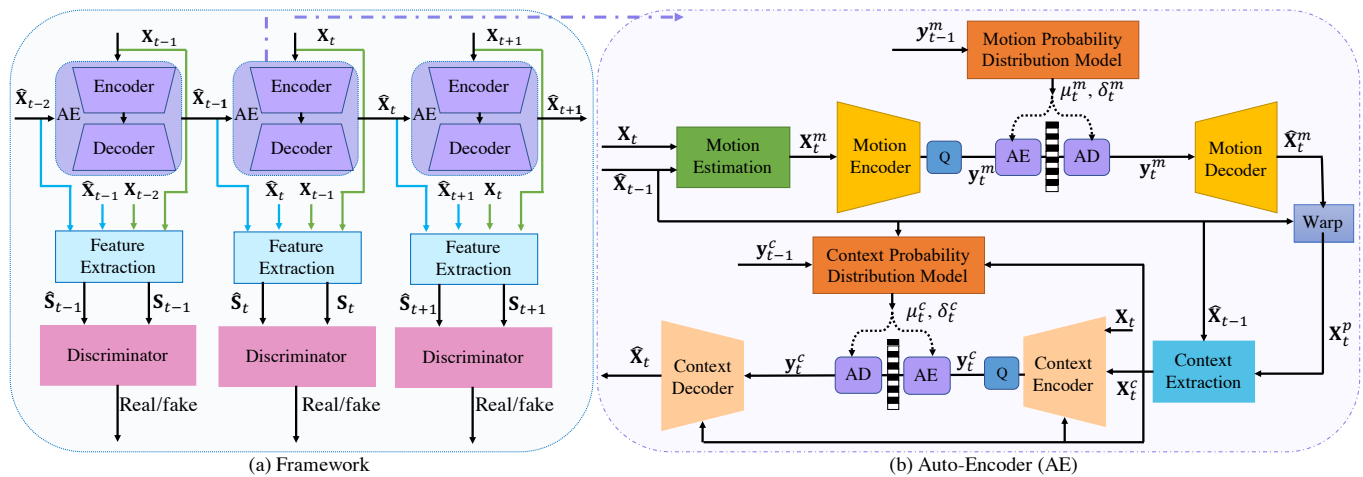 X_{t-1}
X_t
X_{t+1}
Encoder
Encoder
Encoder
X̂_{t-2}
AE
X̂_{t-1}
AE
X̂_t
AE
X̂_{t+1}
Decoder
Decoder
Decoder
X̂_{t-1}
X_{t-2}
X̂_t
X_{t-1}
X̂_{t+1}
X_t
Feature
Extraction
Feature
Extraction
Feature
Extraction
Ŝ_{t-1}
S_{t-1}
Ŝ_t
S_t
Ŝ_{t+1}
S_{t+1}
Discriminator
Discriminator
Discriminator
Real/fake
Real/fake
Real/fake
(a) Framework
y^m_{t-1}
Motion Probability
Distribution Model
μ^m_t, δ^m_t
X_t
X̂_{t-1}
Motion
Estimation
X^m_t
Motion
Encoder
Q
y^m_t
AE
AD
y^m_t
Motion
Decoder
X̂^m_t
Warp
y^c_{t-1}
Context Probability
Distribution Model
μ^c_t, δ^c_t
X̂_{t-1}
X^p_t
X̂_t
Context
Decoder
y^c_t
AD
AE
y^c_t
Q
Context
Encoder
X_t
X^c_t
Context
Extraction
(b) Auto-Encoder (AE)